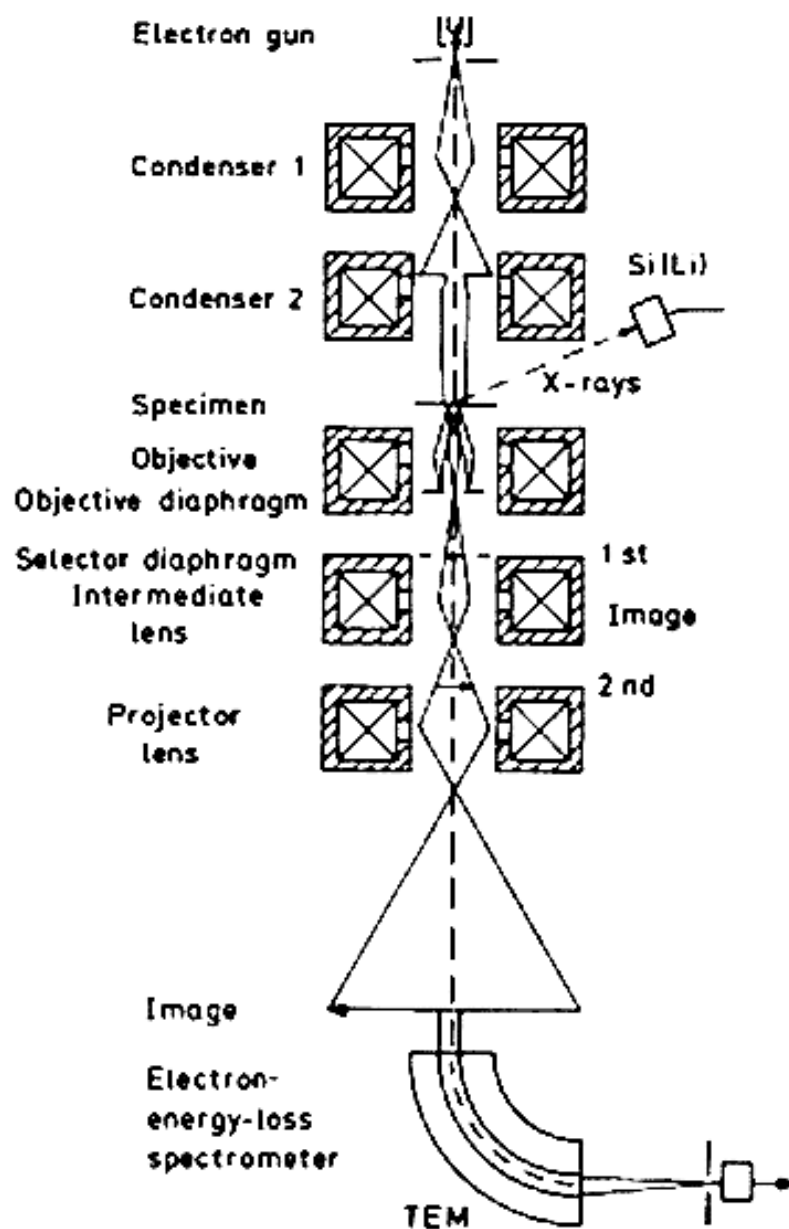 Electron gun
Condenser 1
Si(Li)
Condenser 2
X-rays
Specimen
Objective
Objective diaphragm
Selector diaphragm
1 st
Intermediate
lens
Image
2 nd
Projector
lens
Image
Electron-
energy-loss
spectrometer
TEM